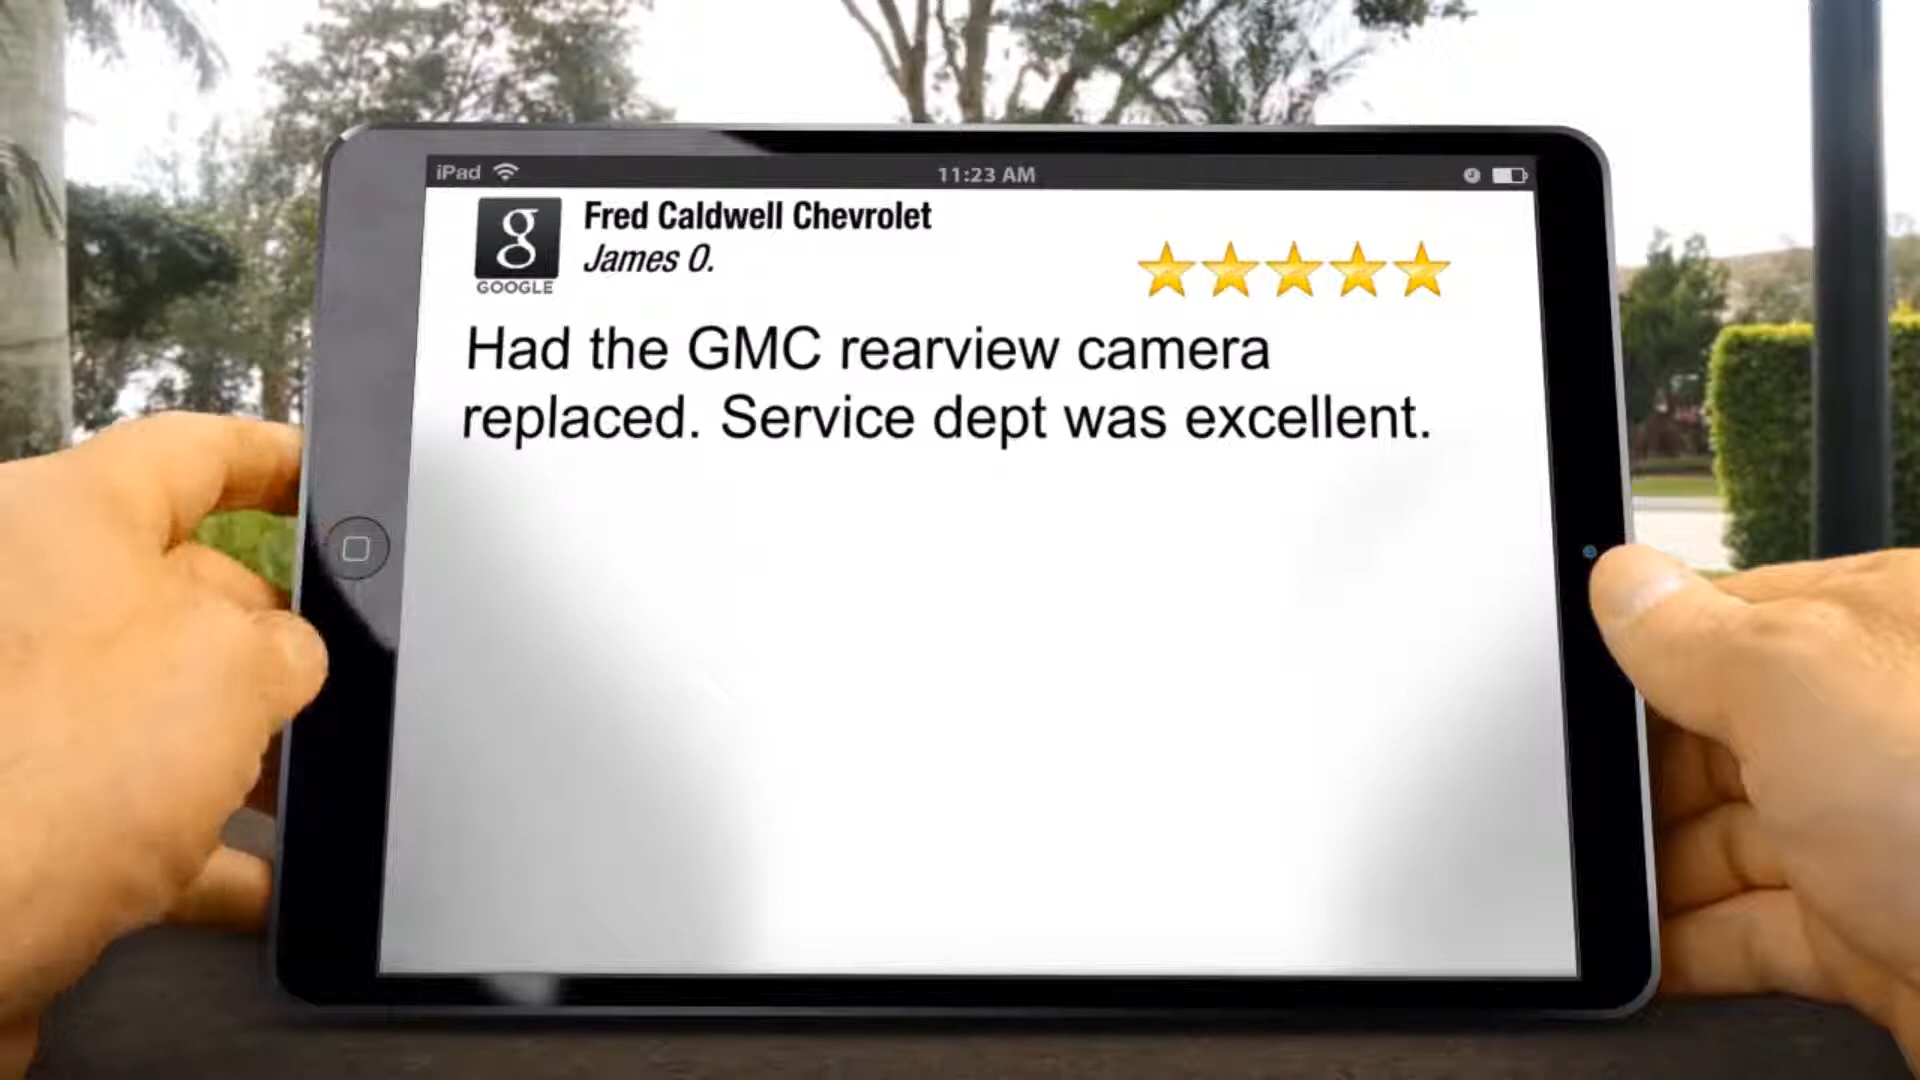 iPad
11:23 AM
g
GOOGLE
Fred Caldwell Chevrolet
James O.
Had the GMC rearview camera
replaced. Service dept was excellent.